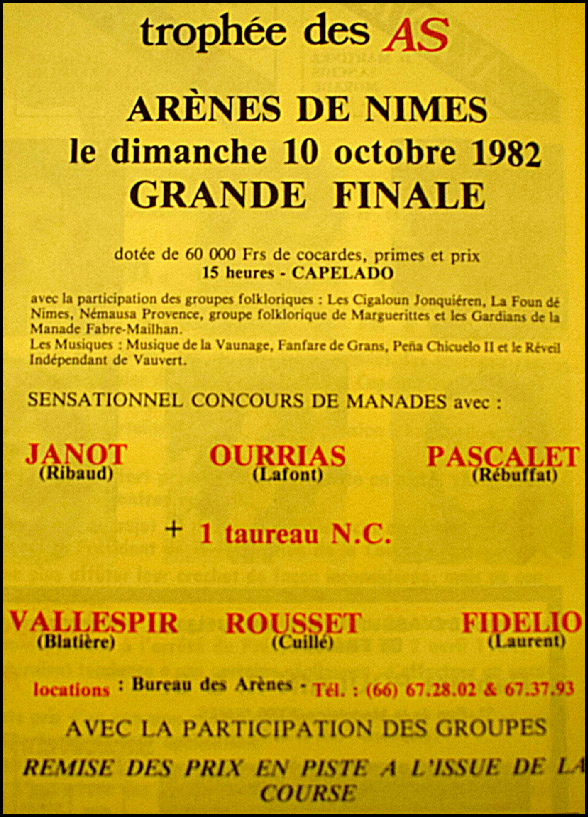 trophée des AS
ARÈNES DE NIMES
le dimanche 10 octobre 1982
GRANDE FINALE
dotée de 60 000 Frs de cocardes, primes et prix
15 heures - CAPELADO
avec la participation des groupes folkloriques : Les Cigaloun Jonquiéren, La Foun dé
Nimes, Némausa Provence, groupe folklorique de Marguerittes et les Gardians de la
Manade Fabre-Mailhan.
Les Musiques : Musique de la Vaunage, Fanfare de Grans, Peña Chicuelo II et le Réveil
Indépendant de Vauvert.
SENSATIONNEL CONCOURS DE MANADES avec :
JANOT OURRIAS PASCALET
(Ribaud) (Lafont) (Rébuffat)
+ 1 taureau N.C.
VALLESPIR ROUSSET FIDELIO
(Blatière) (Cuillé) (Laurent)
locations : Bureau des Arènes - Tél. : (66) 67.28.02 & 67.37.93
AVEC LA PARTICIPATION DES GROUPES
REMISE DES PRIX EN PISTE A L'ISSUE DE LA
COURSE